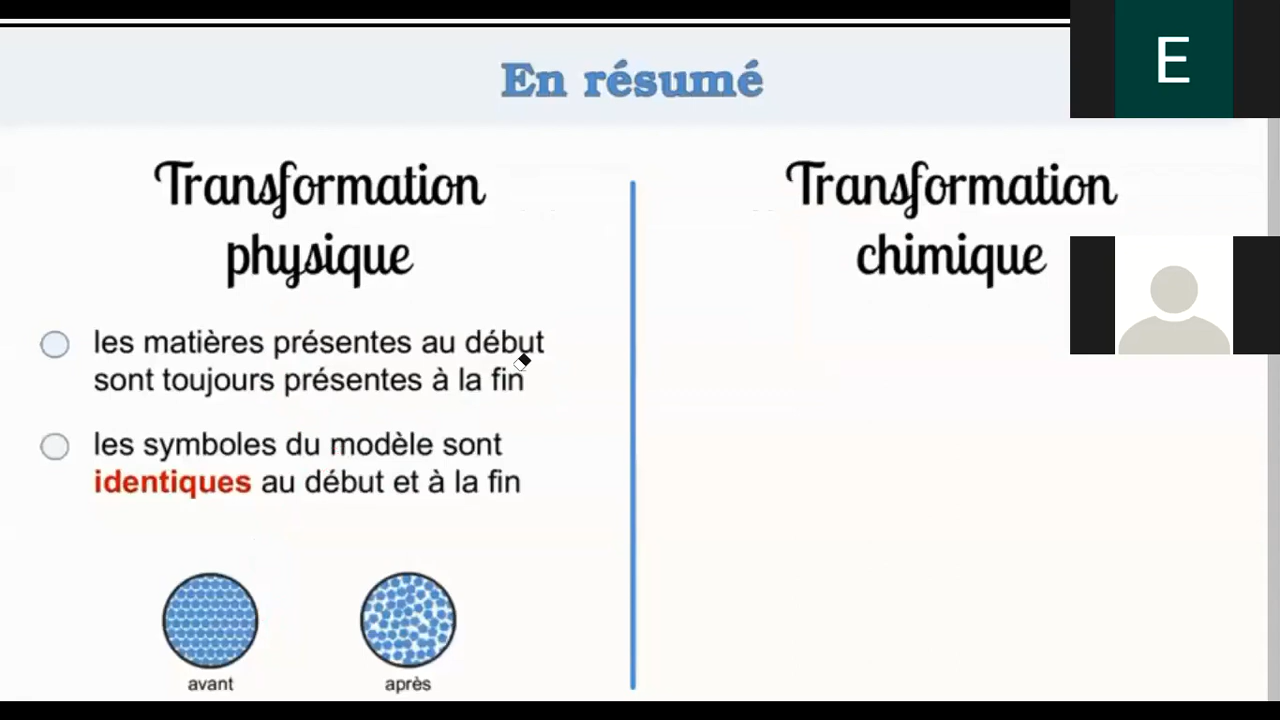 En résumé
E
Transformation
physique
les matières présentes au début
sont toujours présentes à la fin
les symboles du modèle sont
identiques au début et à la fin
avant
après
Transformation
chimique